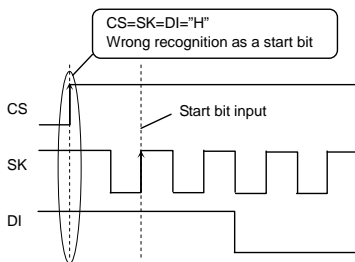 CS=SK=DI="H"
Wrong recognition as a start bit
Start bit input
CS
SK
DI